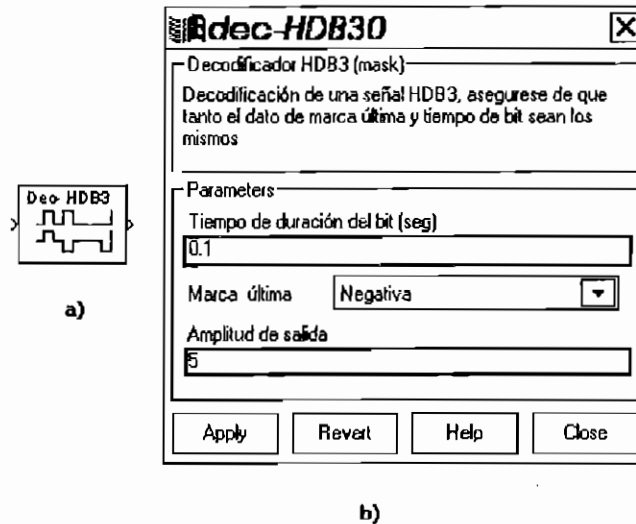 dec-HDB30
Decodificador HDB3 (mask)
Decodificación de una señal HDB3, asegurese de que
tanto el dato de marca última y tiempo de bit sean los
mismos
Dec HDB3
a)
Parameters
Tiempo de duración del bit (seg)
0.1
Marca última Negativa
Amplitud de salida
5
Apply Revert Help Close
b)